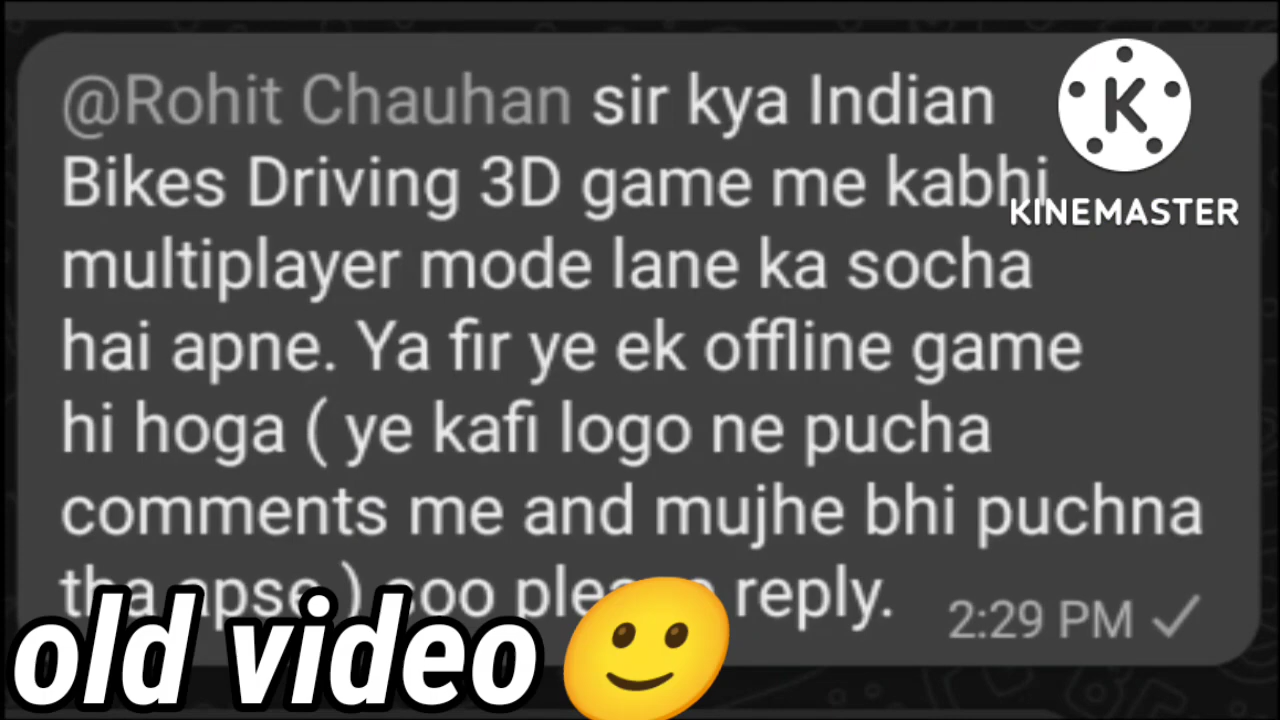 @Rohit Chauhan sir kya Indian
Bikes Driving 3D game me kabhi
multiplayer mode lane ka socha
hai apne. Ya fir ye ek offline game
hi hoga ( ye kafi logo ne pucha
comments me and mujhe bhi puchna
tha apse ) soo please reply.
2:29 PM
K
KINEMASTER
old video